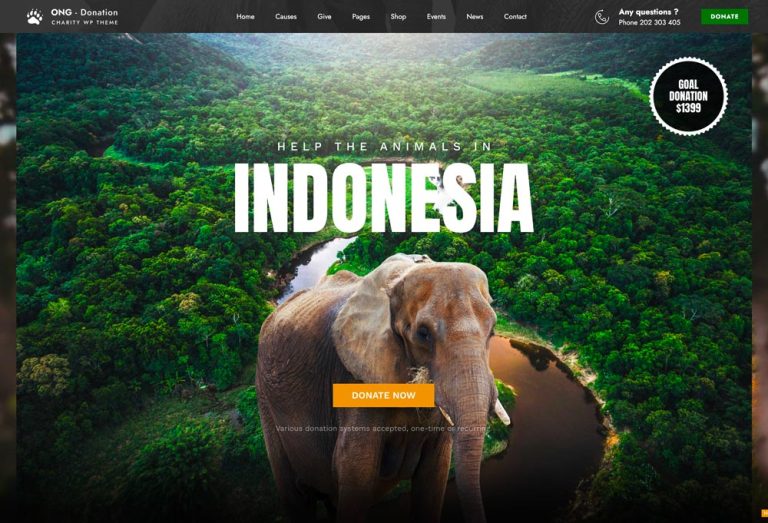 ONG - Donation
CHARITY WP THEME
Home
Causes
Give
Pages
Shop
Events
News
Contact
Any questions ?
Phone 202 303 405
DONATE
GOAL
DONATION
$1399
HELP THE ANIMALS IN
INDONESIA
DONATE NOW
Various donation systems accepted, one-time or recurring